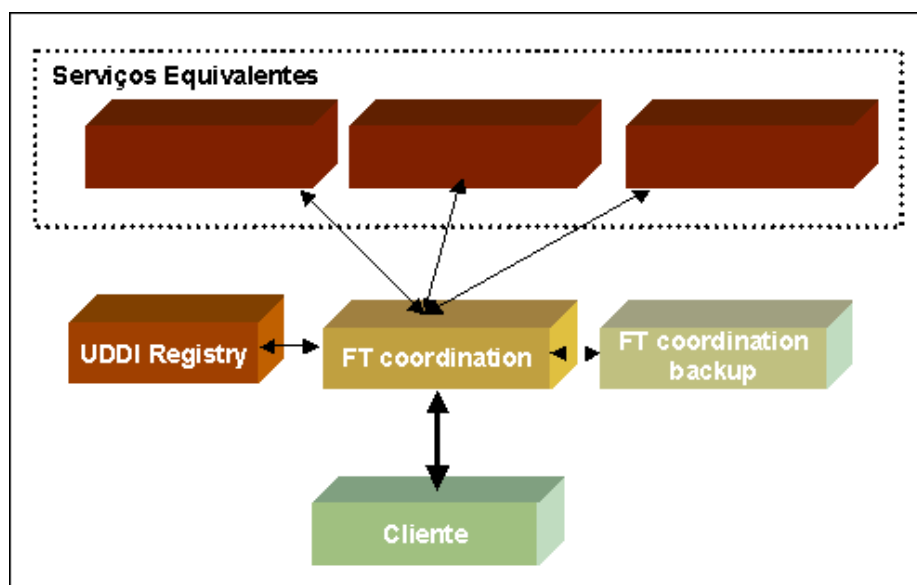 Serviços Equivalentes
UDDI Registry
FT coordination
FT coordination
backup
Cliente